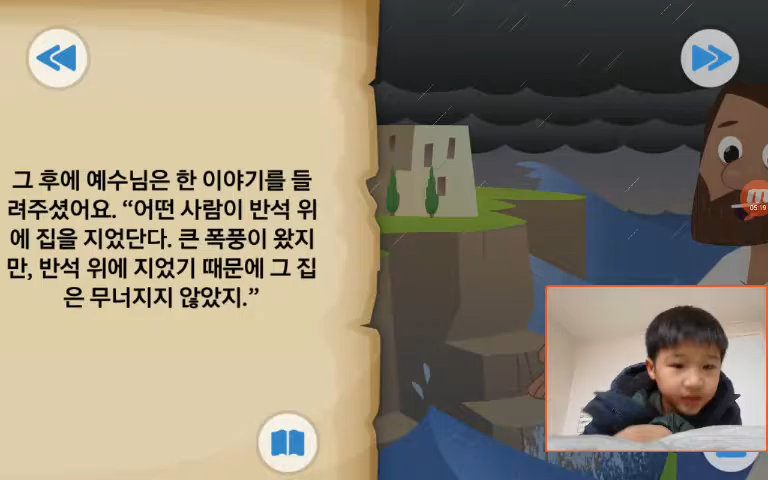 그 후에 예수님은 한 이야기를 들
려주셨어요. “어떤 사람이 반석 위
에 집을 지었단다. 큰 폭풍이 왔지
만, 반석 위에 지었기 때문에 그 집
은 무너지지 않았지.”
05:19